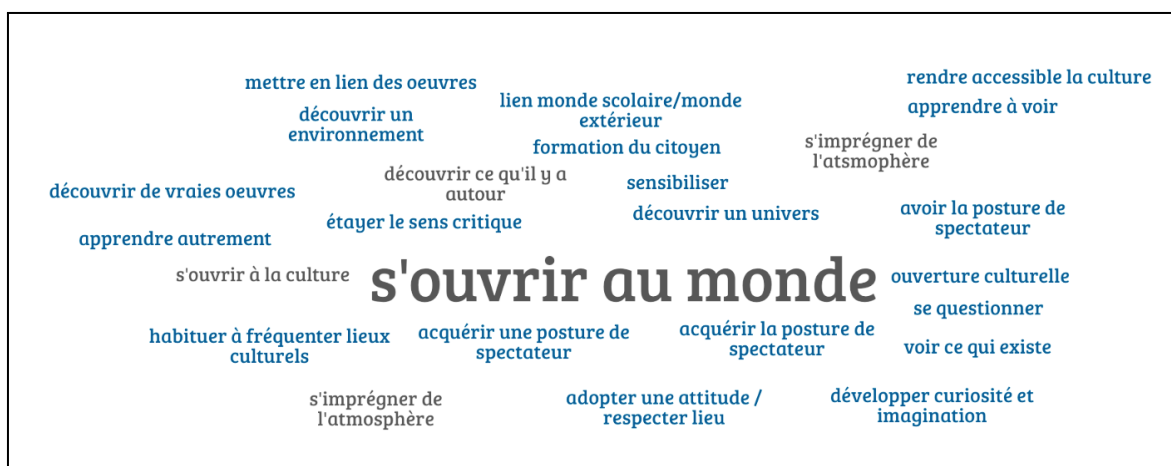 mettre en lien des oeuvres
rendre accessible la culture
lien monde scolaire/monde
extérieur
apprendre à voir
découvrir un
environnement
formation du citoyen
s'imprégner de
l'atsmophère
découvrir ce qu'il y a
autour
sensibiliser
découvrir de vraies oeuvres
étayer le sens critique
découvrir un univers
avoir la posture de
spectateur
apprendre autrement
s'ouvrir à la culture
s'ouvrir au monde
ouverture culturelle
se questionner
habituer à fréquenter lieux
culturels
acquérir une posture de
spectateur
acquérir la posture de
spectateur
voir ce qui existe
s'imprégner de
l'atmosphère
adopter une attitude /
respecter lieu
développer curiosité et
imagination